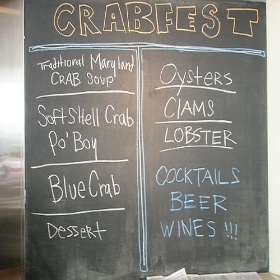 CRABFEST
Traditional Maryland
CRAB Soup
Soft Shell Crab
Po' Boy
Blue Crab
Dessert
Oysters
CLAMS
LOBSTER
COCKTAILS
BEER
WINES !!!